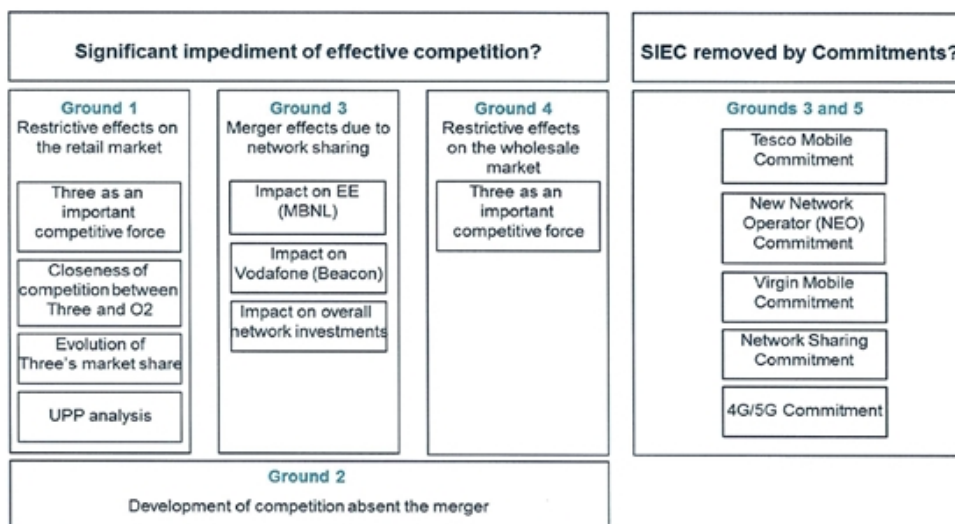 Significant impediment of effective competition?
SIEC removed by Commitments?
Ground 1
Restrictive effects on
the retail market
Three as an
important
competitive force
Closeness of
competition between
Three and O2
Evolution of
Three's market share
UPP analysis
Ground 3
Merger effects due to
network sharing
Impact on EE
(MBNL)
Impact on
Vodafone (Beacon)
Impact on overall
network investments
Ground 4
Restrictive effects
on the wholesale
market
Three as an
important
competitive force
Grounds 3 and 5
Tesco Mobile
Commitment
New Network
Operator (NEO)
Commitment
Virgin Mobile
Commitment
Network Sharing
Commitment
4G/5G Commitment
Ground 2
Development of competition absent the merger